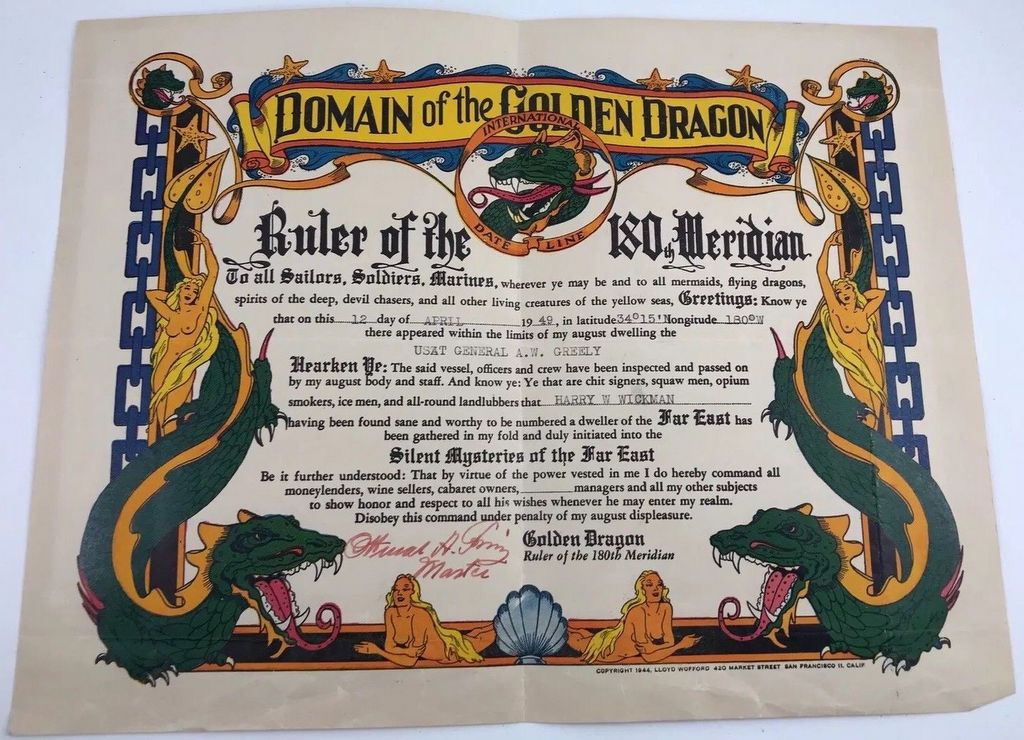 DOMAIN of the GOLDEN DRAGON
INTERNATIONAL
DATE LINE
Ruler of the 180th Meridian
To all Sailors, Soldiers, Marines, wherever ye may be and to all mermaids, flying dragons,
spirits of the deep, devil chasers, and all other living creatures of the yellow seas, Greetings: Know ye
that on this 12 day of APRIL 1949, in latitude 34°15'N longitude 180°W
there appeared within the limits of my august dwelling the
USAT GENERAL A.W. GREELY
Hearken Ye: The said vessel, officers and crew have been inspected and passed on
by my august body and staff. And know ye: Ye that are chit signers, squaw men, opium
smokers, ice men, and all-round landlubbers that HARRY W WICKMAN
having been found sane and worthy to be numbered a dweller of the Far East has
been gathered in my fold and duly initiated into the
Silent Mysteries of the Far East
Be it further understood: That by virtue of the power vested in me I do hereby command all
moneylenders, wine sellers, cabaret owners, ______ managers and all my other subjects
to show honor and respect to all his wishes whenever he may enter my realm.
Disobey this command under penalty of my august displeasure.
Master
Golden Dragon
Ruler of the 180th Meridian
COPYRIGHT 1944, LLOYD WOFFORD 420 MARKET STREET SAN FRANCISCO 11, CALIF